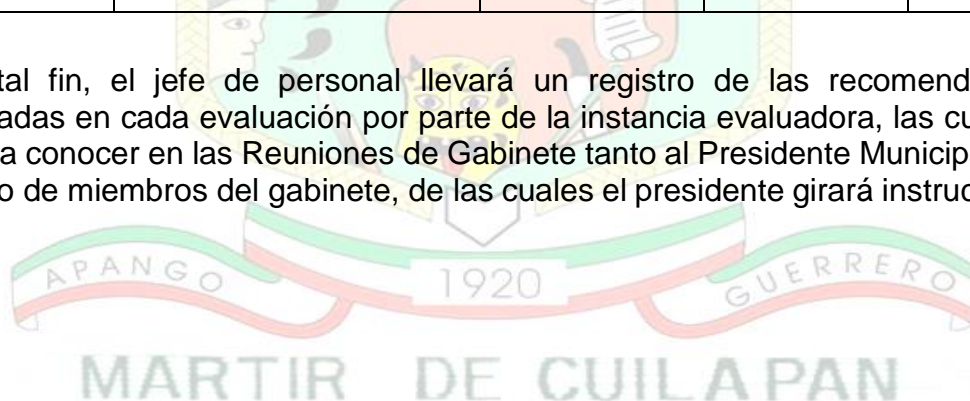 tal fin, el jefe de personal llevará un registro de las recomend
adas en cada evaluación por parte de la instancia evaluadora, las cu
a conocer en las Reuniones de Gabinete tanto al Presidente Municip
o de miembros del gabinete, de las cuales el presidente girará instruc
APANGO 1920 GUERRERO
MARTIR DE CUILAPAN